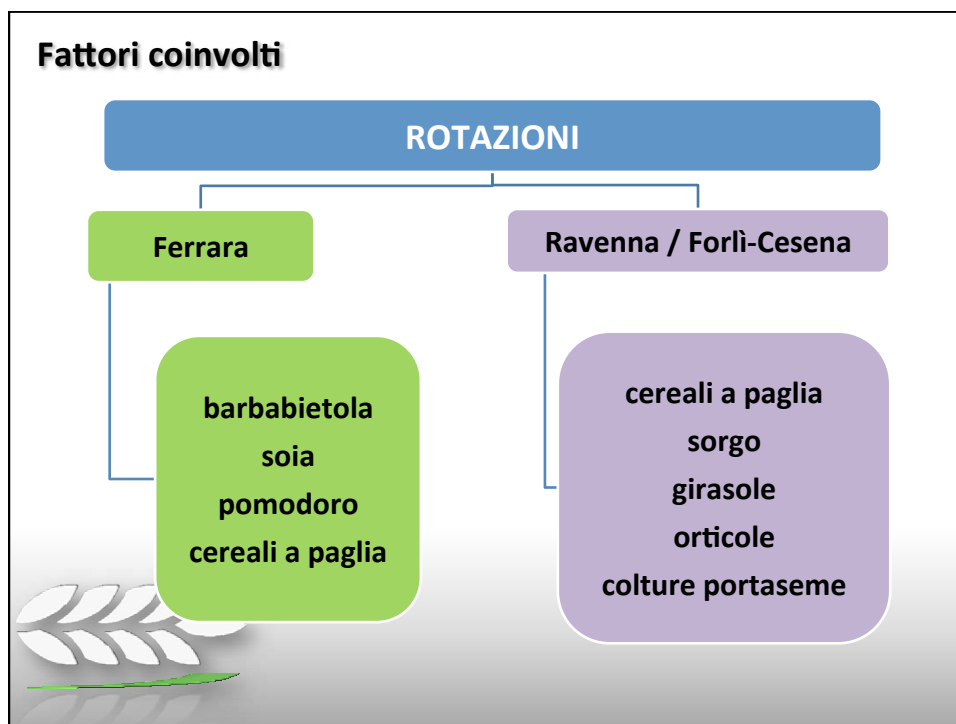 Fattori coinvolti
ROTAZIONI
Ferrara
Ravenna / Forlì-Cesena
barbabietola
soia
pomodoro
cereali a paglia
cereali a paglia
sorgo
girasole
orticole
colture portaseme